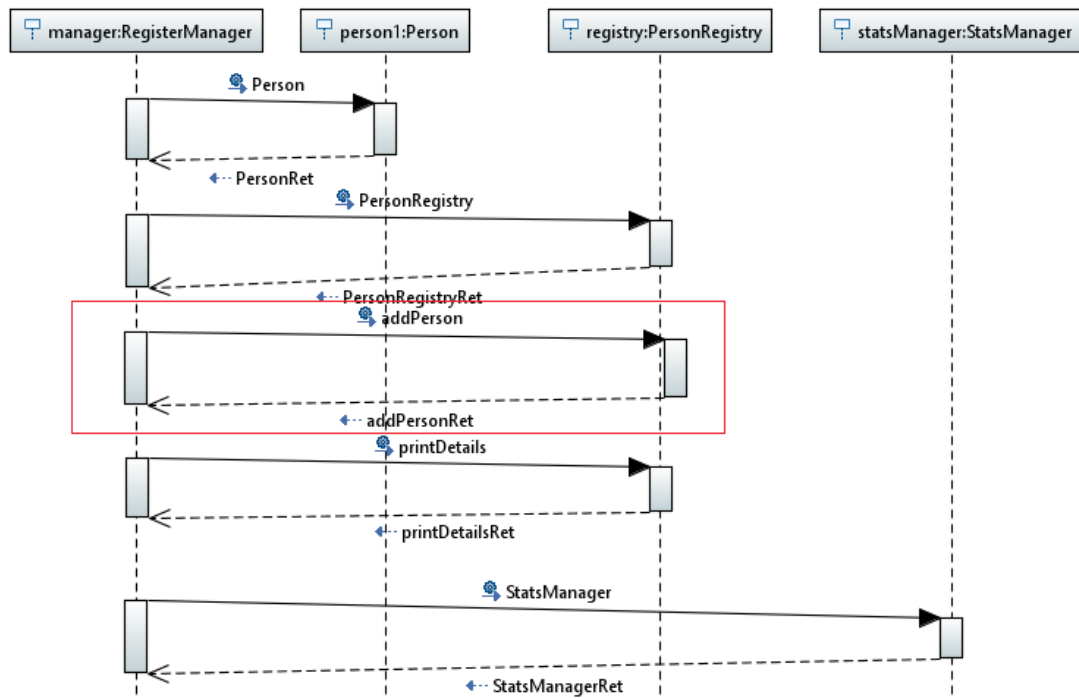 manager:RegisterManager
person1:Person
registry:PersonRegistry
statsManager:StatsManager
Person
PersonRet
PersonRegistry
PersonRegistryRet
addPerson
addPersonRet
printDetails
printDetailsRet
StatsManager
StatsManagerRet